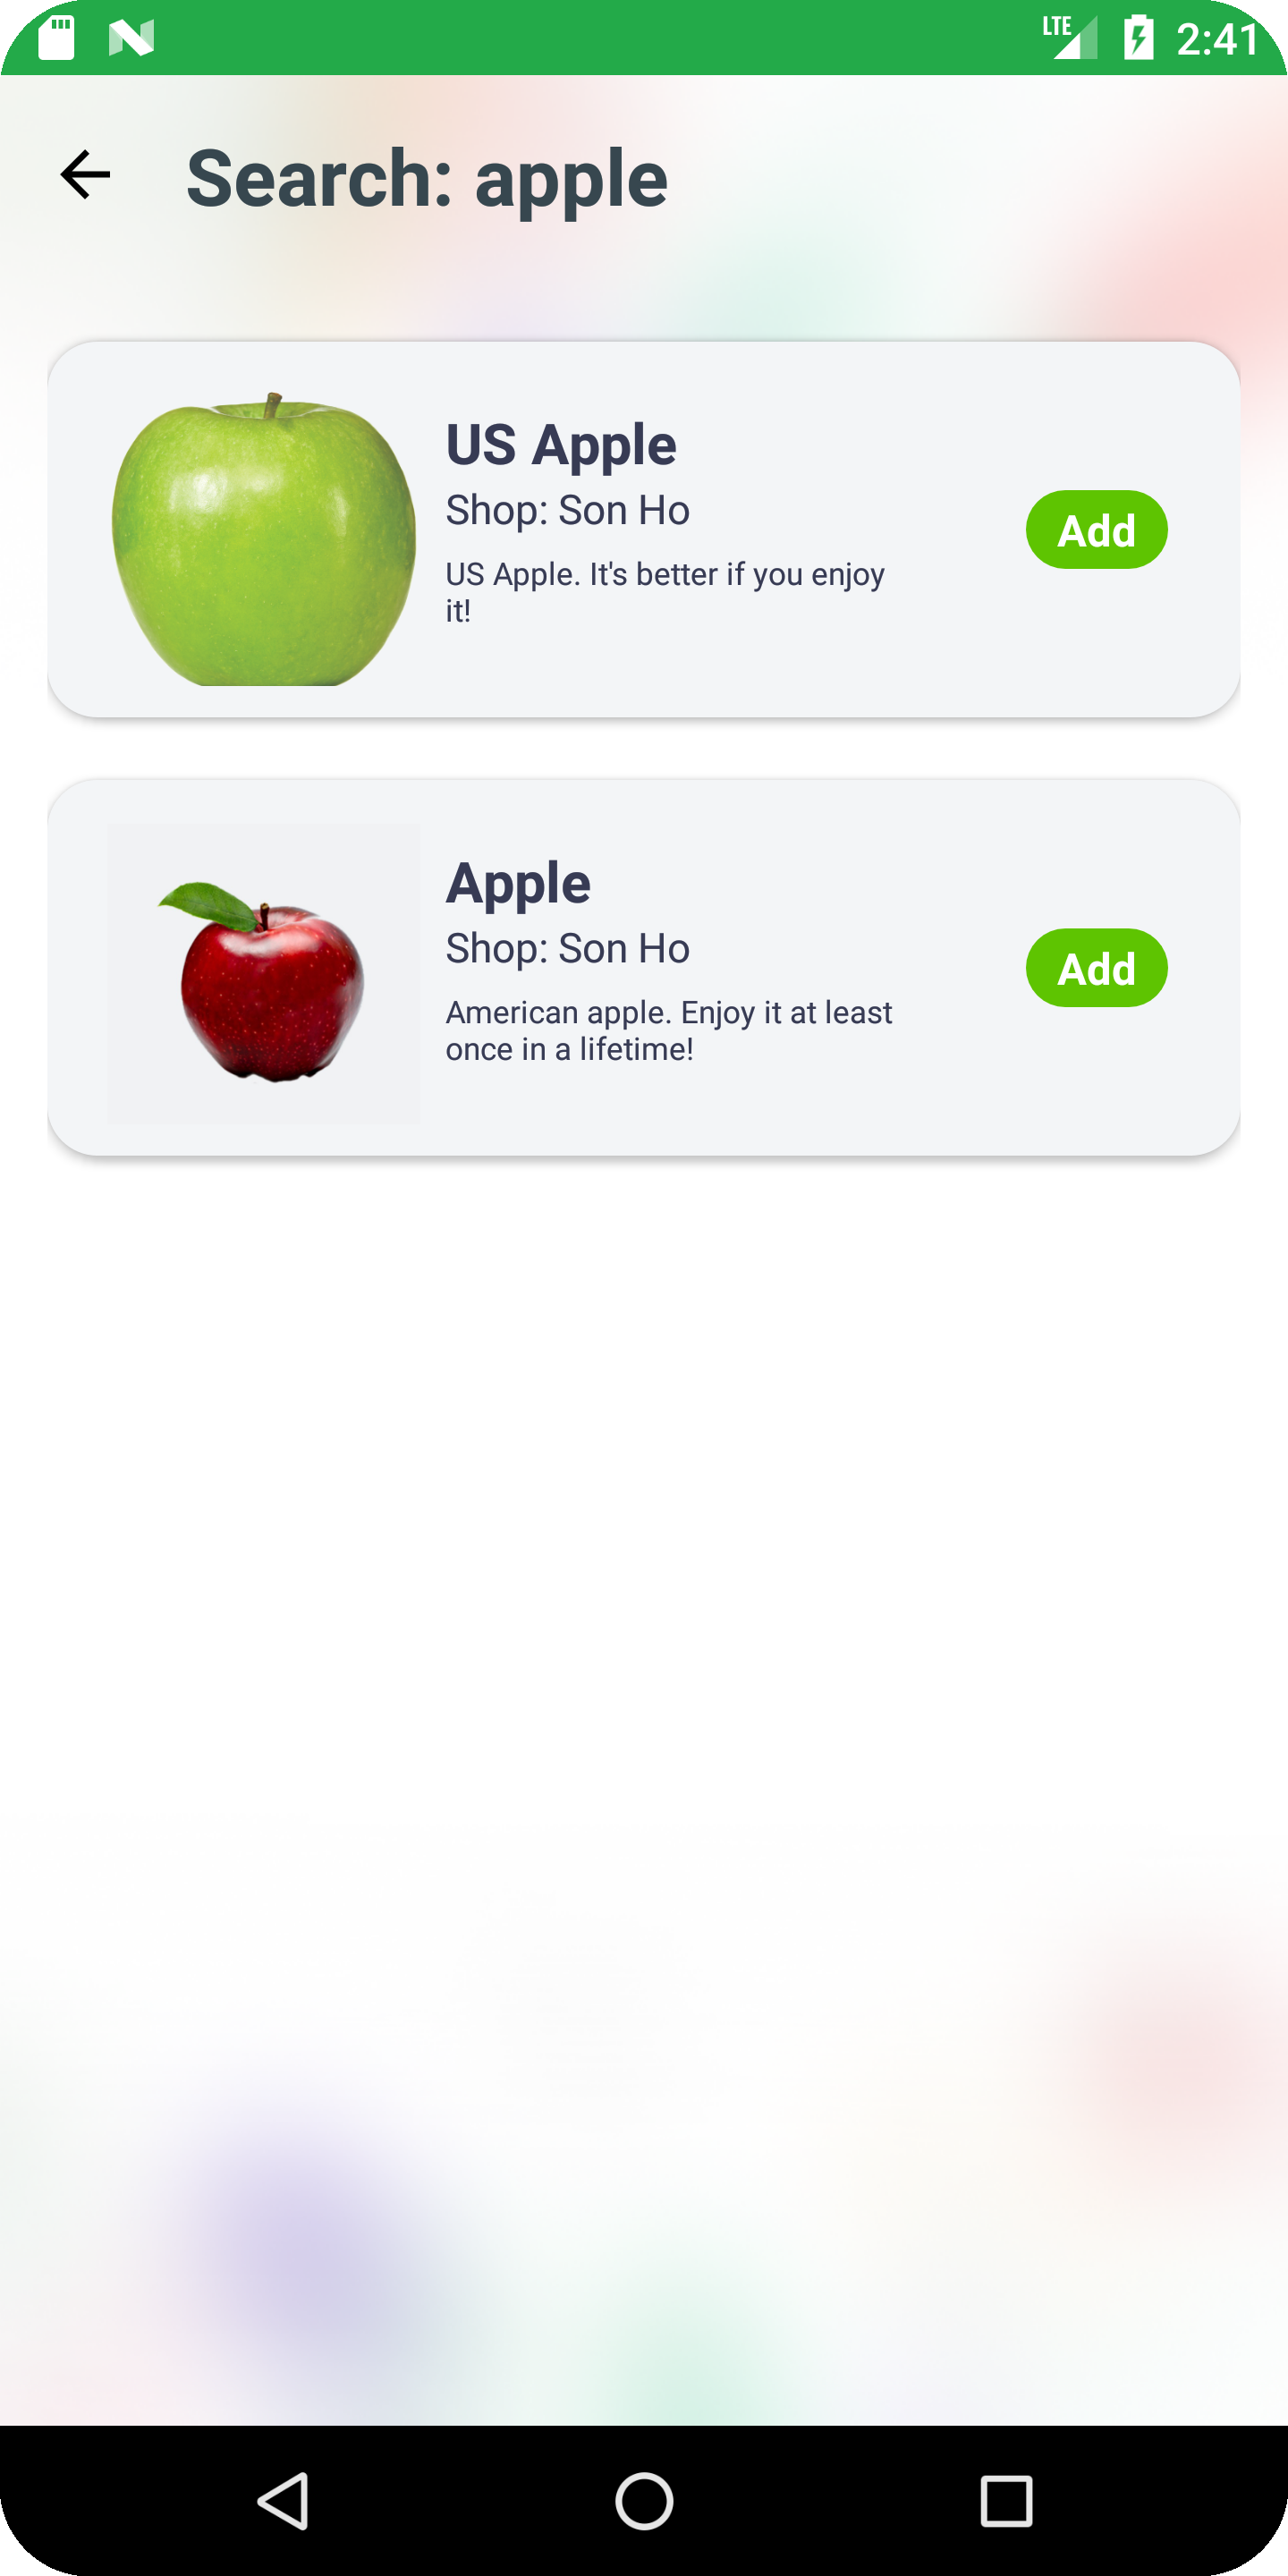 LTE
2:41
Search: apple
US Apple
Shop: Son Ho
US Apple. It's better if you enjoy
it!
Add
Apple
Shop: Son Ho
American apple. Enjoy it at least
once in a lifetime!
Add